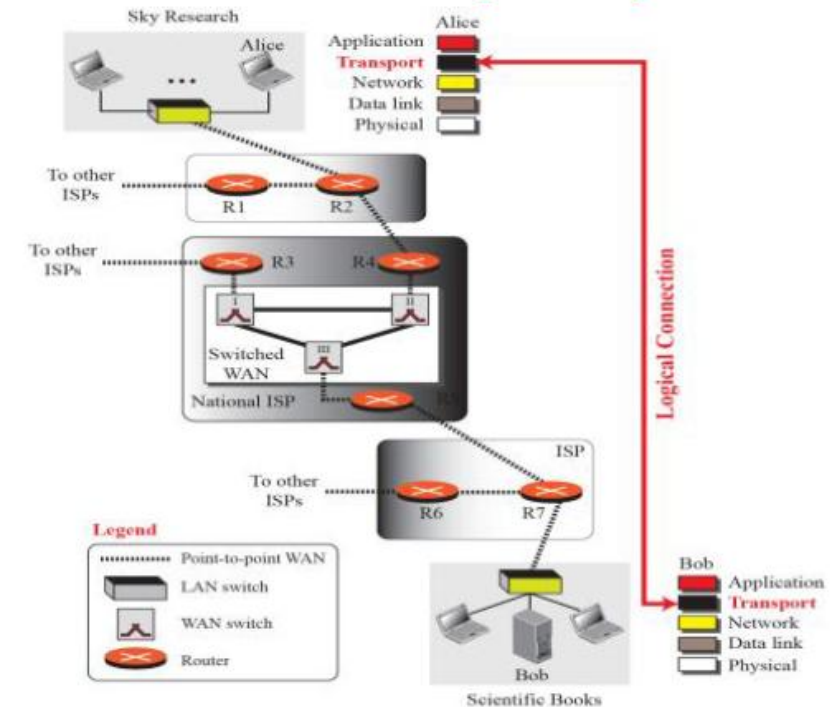 Sky Research
Alice
Alice
Application
Transport
Network
Data link
Physical
To other
ISPs
R1
R2
To other
ISPs
R3
R4
I
II
III
Switched
WAN
National ISP
R5
ISP
To other
ISPs
R6
R7
Logical Connection
Legend
Point-to-point WAN
LAN switch
WAN switch
Router
Bob
Scientific Books
Bob
Application
Transport
Network
Data link
Physical